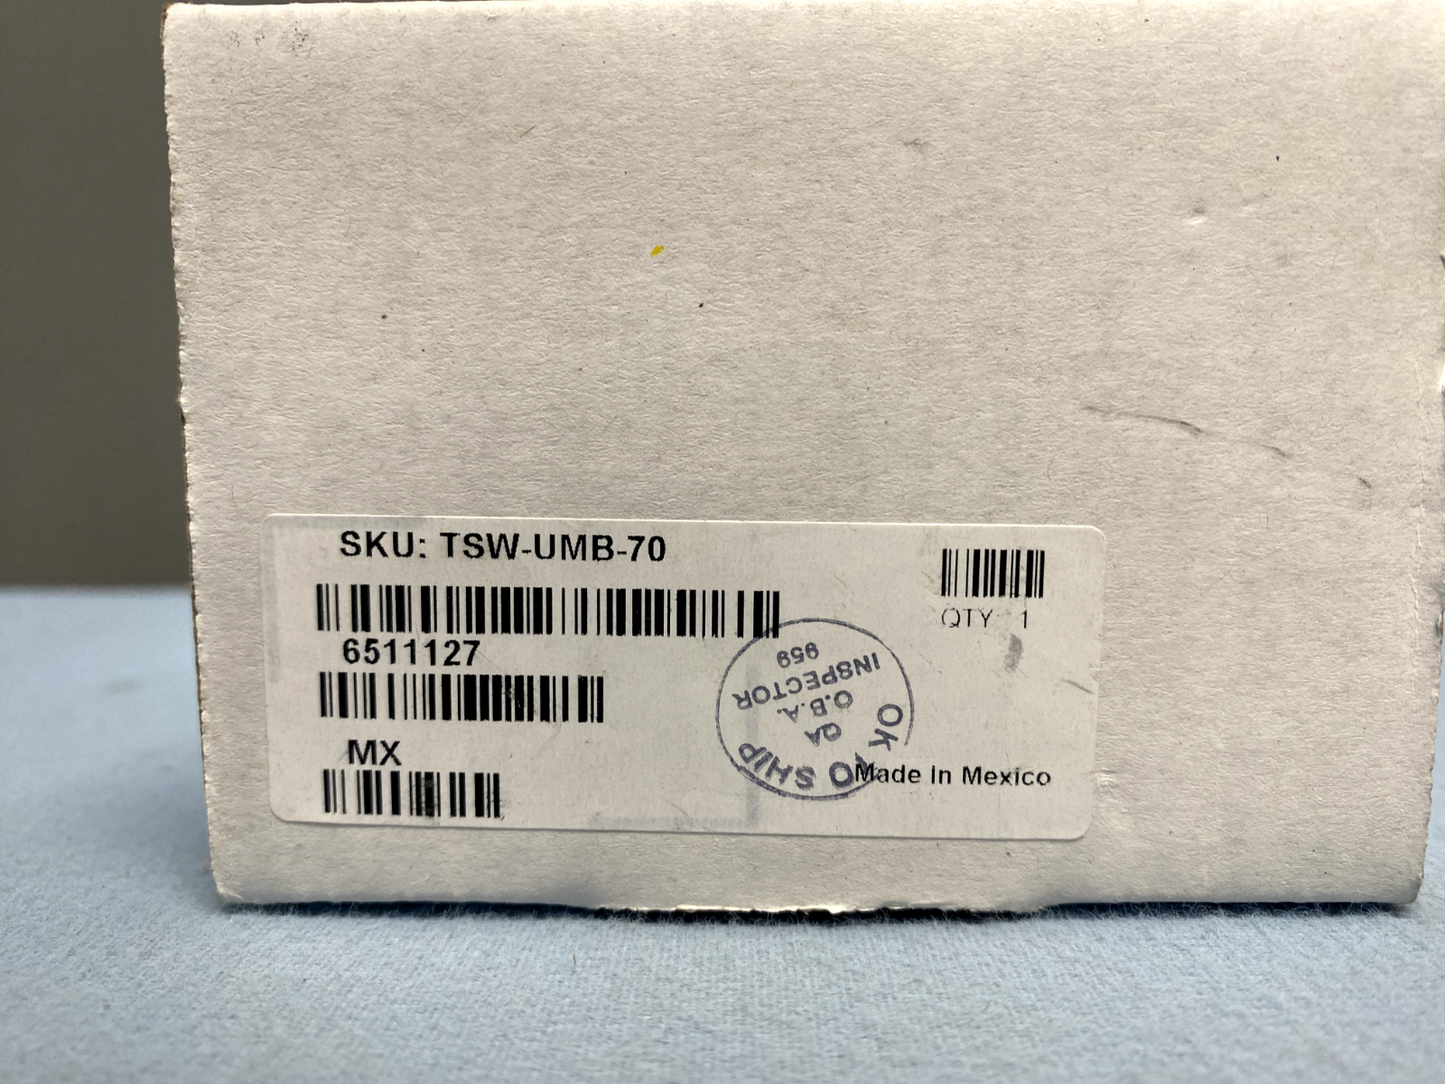 SKU: TSW-UMB-70
QTY 1
6511127
MX
Made In Mexico
OK TO SHIP
QA
O.B.A.
INSPECTOR
959